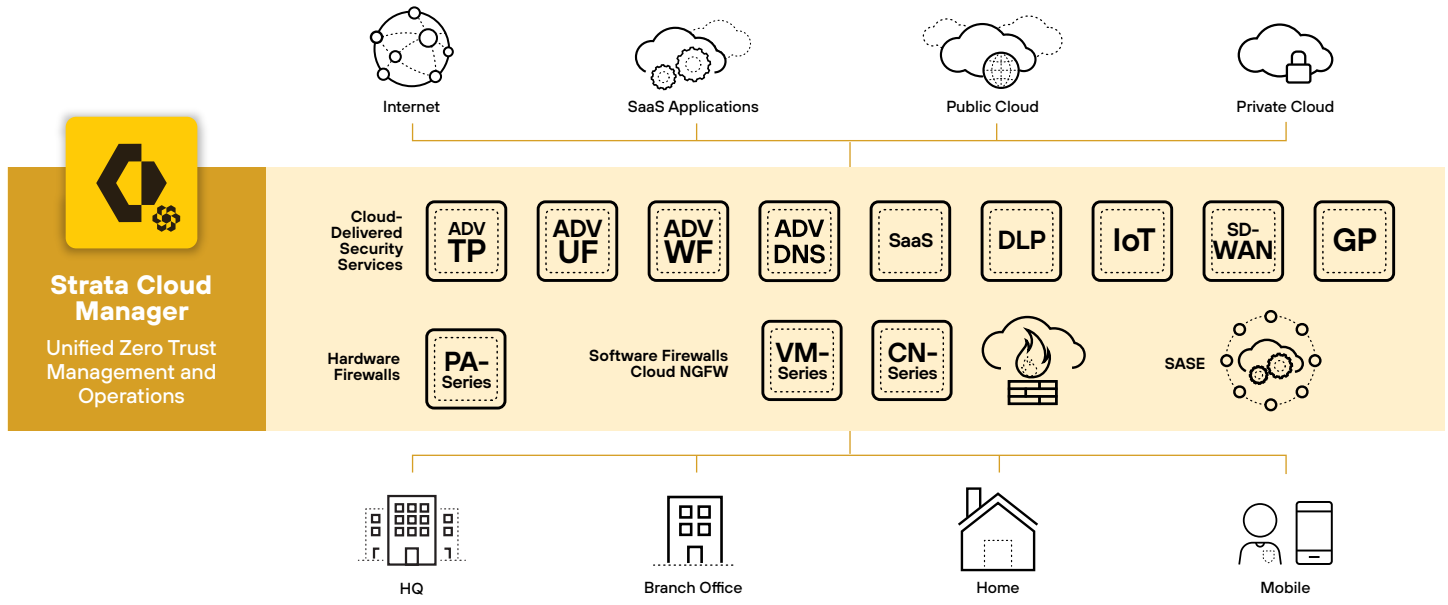 Internet
SaaS Applications
Public Cloud
Private Cloud
Strata Cloud
Manager
Unified Zero Trust
Management and
Operations
Cloud-
Delivered
Security
Services
ADV
TP
ADV
UF
ADV
WF
ADV
DNS
SaaS
DLP
IoT
SD-
WAN
GP
Hardware
Firewalls
PA-
Series
Software Firewalls
Cloud NGFW
VM-
Series
CN-
Series
SASE
HQ
Branch Office
Home
Mobile